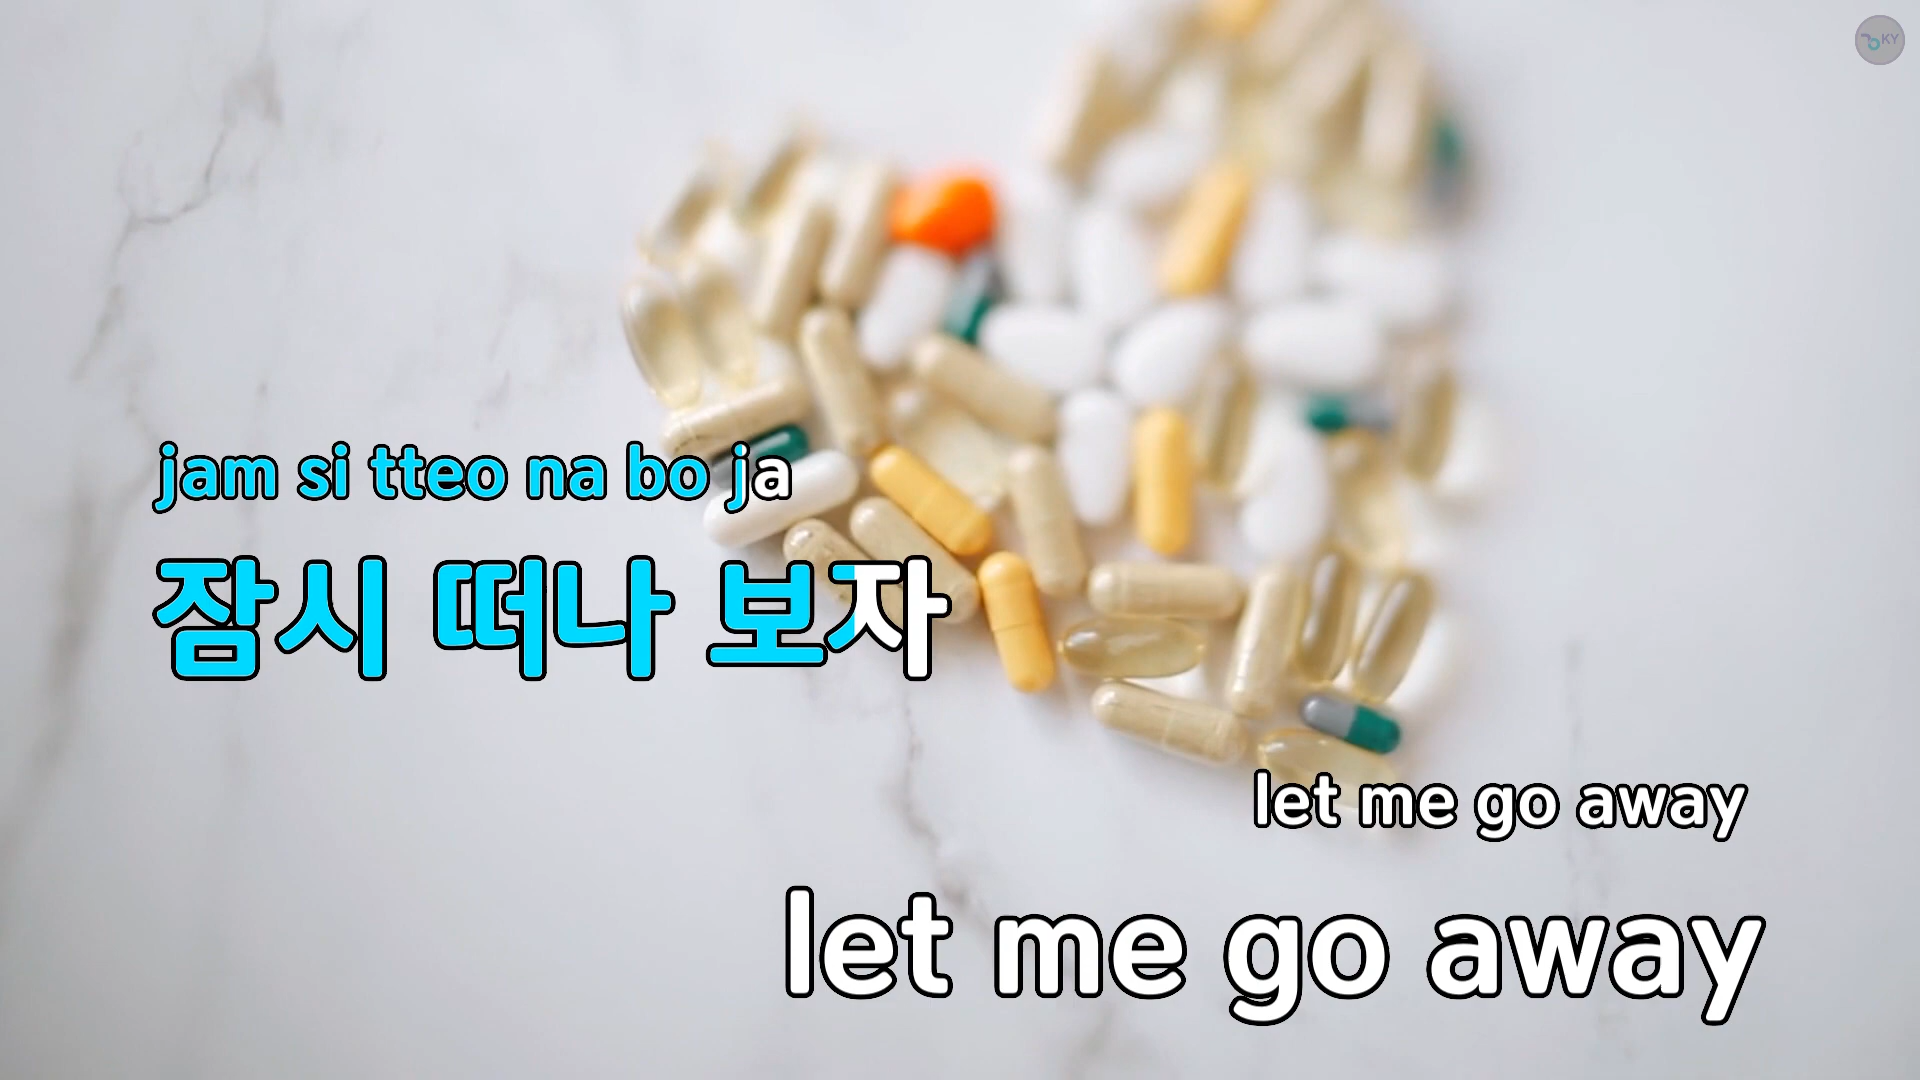 KY
jam si tteo na bo ja
잠시 떠나 보자
let me go away
let me go away